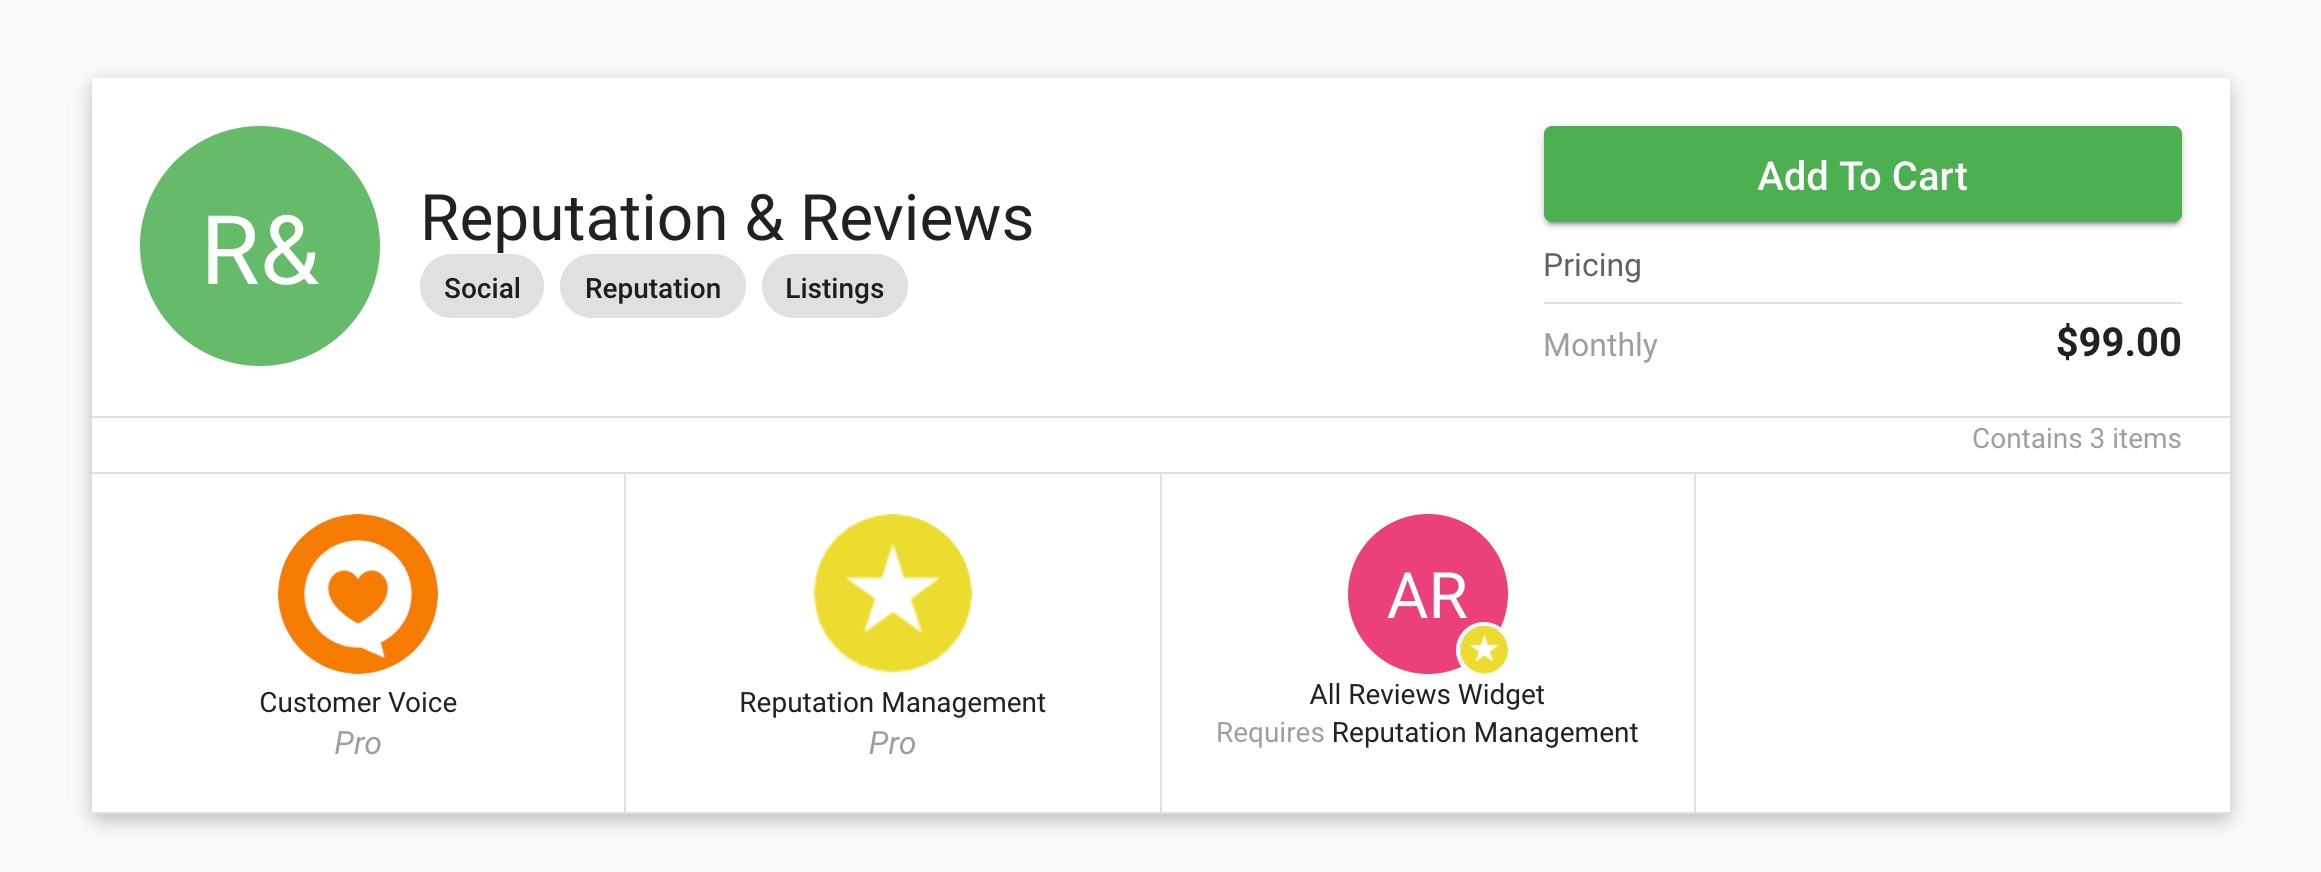 R&
Reputation & Reviews
Social Reputation Listings
Add To Cart
Pricing
Monthly $99.00
Contains 3 items
Customer Voice
Pro
Reputation Management
Pro
AR
All Reviews Widget
Requires Reputation Management